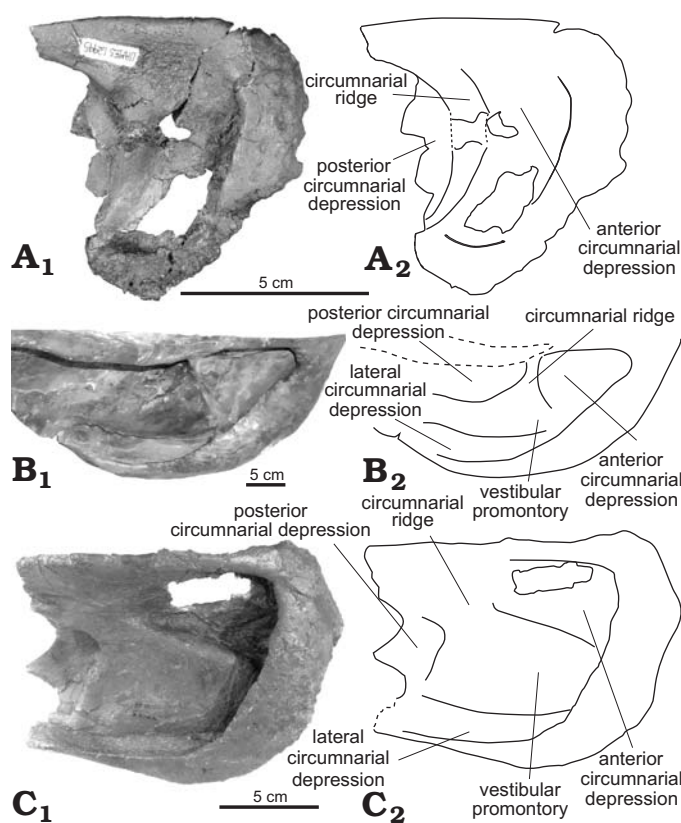 circumnarial
ridge
posterior
circumnarial
depression
anterior
circumnarial
depression
A1
5 cm
A2
posterior circumnarial
depression
circumnarial ridge
lateral
circumnarial
depression
B1
5 cm
B2
vestibular
promontory
anterior
circumnarial
depression
posterior
circumnarial depression
circumnarial
ridge
lateral
circumnarial
depression
vestibular
promontory
anterior
circumnarial
depression
C1
5 cm
C2